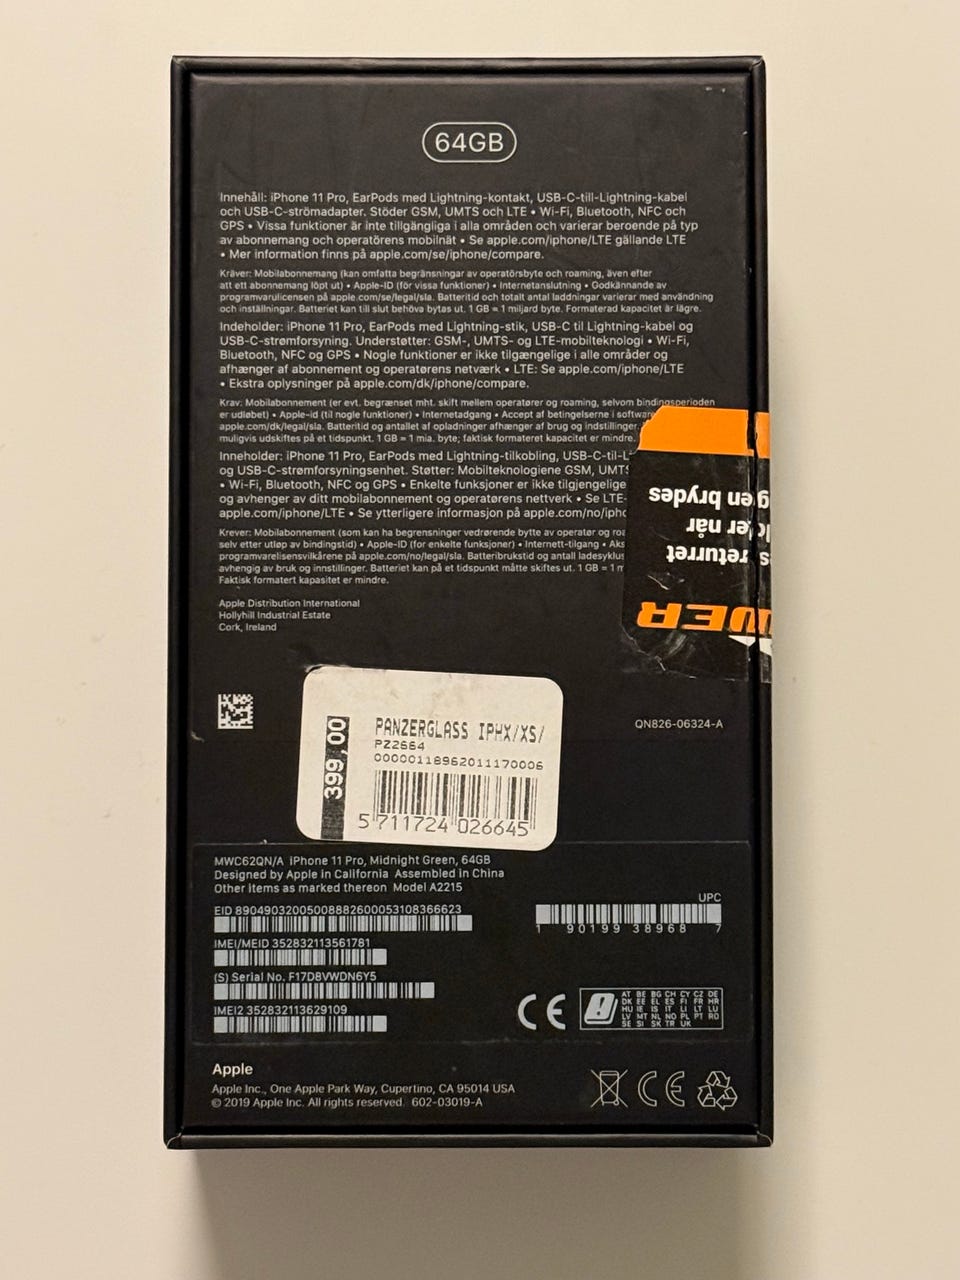 64GB
Innehåll: iPhone 11 Pro, EarPods med Lightning-kontakt, USB-C-till-Lightning-kabel
och USB-C-strömadapter. Stöder GSM, UMTS och LTE • Wi-Fi, Bluetooth, NFC och
GPS • Vissa funktioner är inte tillgängliga i alla områden och varierar beroende på typ
av abonnemang och operatörens mobilnät • Se apple.com/iphone/LTE gällande LTE
• Mer information finns på apple.com/se/iphone/compare.
Kräver: Mobilabonnemang (kan omfatta begränsningar av operatörsbyte och roaming, även efter
att ett abonnemang löpt ut) • Apple-ID (för vissa funktioner) • Internetanslutning • Godkännande av
programvarulicensen på apple.com/se/legal/sla. Batteritid och totalt antal laddningar varierar med användning
och inställningar. Batteriet kan till slut behöva bytas ut. 1 GB = 1 miljard byte. Formaterad kapacitet är lägre.
Indeholder: iPhone 11 Pro, EarPods med Lightning-stik, USB-C til Lightning-kabel og
USB-C-strømforsyning. Understøtter: GSM-, UMTS- og LTE-mobilteknologi • Wi-Fi,
Bluetooth, NFC og GPS • Nogle funktioner er ikke tilgængelige i alle områder og
afhænger af abonnement og operatørens netværk • LTE: Se apple.com/iphone/LTE
• Ekstra oplysninger på apple.com/dk/iphone/compare.
Krav: Mobilabonnement (er evt. begrænset mht. skift mellem operatører og roaming, selvom bindingsperioden
er udløbet) • Apple-id (til nogle funktioner) • Internetadgang • Accept af betingelserne i softwar
apple.com/dk/legal/sla. Batteritid og antallet af opladninger afhænger af brug og indstillinger.
muligvis udskiftes på et tidspunkt. 1 GB = 1 mia. byte; faktisk formateret kapacitet er mindre.
Inneholder: iPhone 11 Pro, EarPods med Lightning-tilkobling, USB-C-til-L
og USB-C-strømforsyningsenhet. Støtter: Mobilteknologiene GSM, UMTS
• Wi-Fi, Bluetooth, NFC og GPS • Enkelte funksjoner er ikke tilgjengelige
og avhenger av ditt mobilabonnement og operatørens nettverk • Se LTE-
apple.com/iphone/LTE • Se ytterligere informasjon på apple.com/no/ipho
Krever: Mobilabonnement (som kan ha begrensninger vedrørende bytte av operatør og roa
selv etter utløp av bindingstid) • Apple-ID (for enkelte funksjoner) • Internett-tilgang • Aks
programvarelisensvilkårene på apple.com/no/legal/sla. Batteribrukstid og antall ladesyklus
avhengig av bruk og innstillinger. Batteriet kan på et tidspunkt måtte skiftes ut. 1 GB = 1 m
Faktisk formatert kapasitet er mindre.
WER
s returret
er når
gen brydes
Apple Distribution International
Hollyhill Industrial Estate
Cork, Ireland
QN826-06324-A
399,00
PANZERGLASS IPHX/XS/
PZ2664
00000118962011170006
5 711724 026645
MWC62QN/A iPhone 11 Pro, Midnight Green, 64GB
Designed by Apple in California Assembled in China
Other items as marked thereon Model A2215
EID 89049032005008882600053108366623
UPC
1 90199 38968 7
IMEI/MEID 352832113561781
(S) Serial No. F17DBVWDN6Y5
IMEI2 352832113629109
CE
AT BE BG CH CY CZ DE
DK EE EL ES FI FR HR
HU IE IS IT LI LT LU
LV MT NL NO PL PT RO
SE SI SK TR UK
Apple
Apple Inc., One Apple Park Way, Cupertino, CA 95014 USA
© 2019 Apple Inc. All rights reserved. 602-03019-A
CE